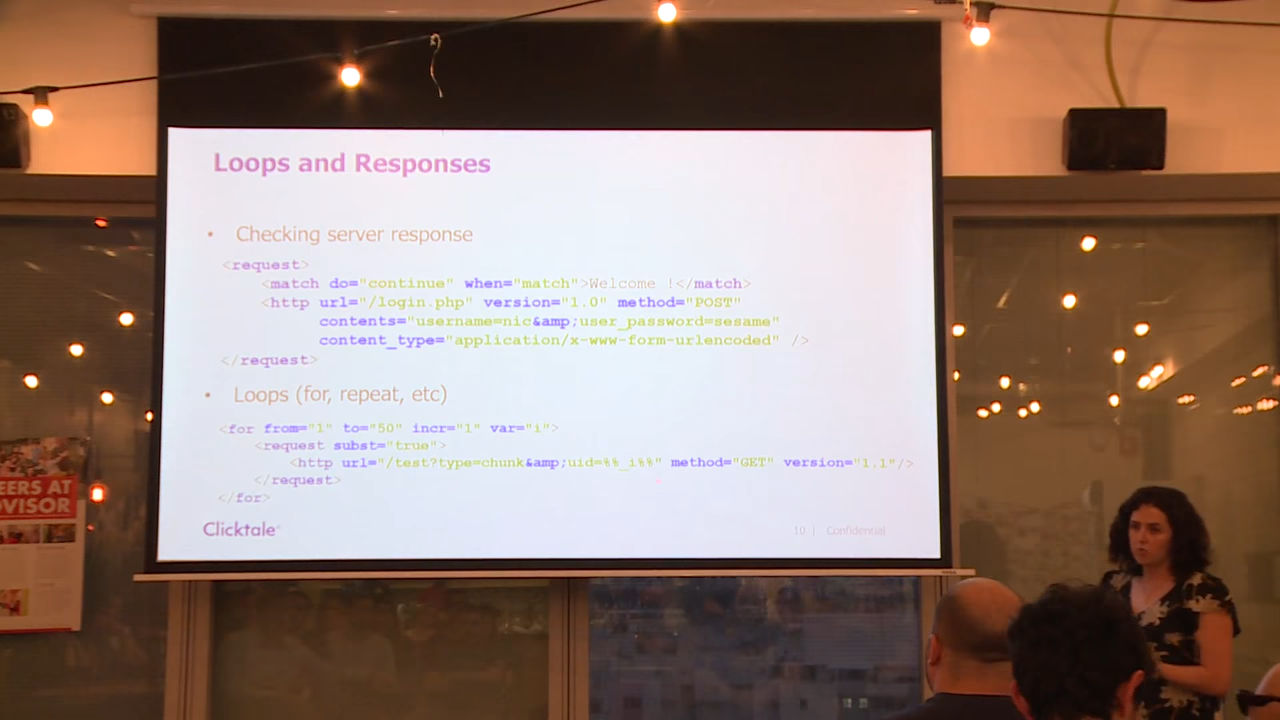 Loops and Responses
• Checking server response
<request>
<match do="continue" when="match">Welcome !</match>
<http url="/login.php" version="1.0" method="POST"
contents="username=nic&amp;user_password=sesame"
content_type="application/x-www-form-urlencoded" />
</request>
• Loops (for, repeat, etc)
<for from="1" to="50" incr="1" var="i">
<request subst="true">
<http url="/test?type=chunk&amp;uid=%%_i%%" method="GET" version="1.1"/>
</request>
</for>
Clicktale
10 | Confidential
EERS AT
VISOR